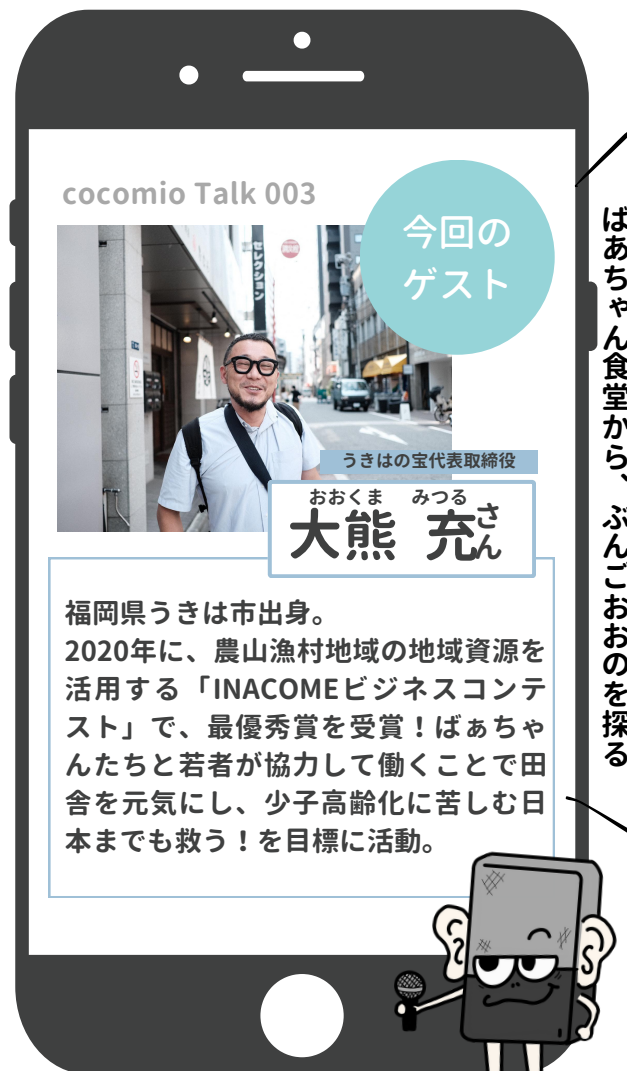 cocomio Talk 003
今回の
ゲスト
セレクション
うきはの宝代表取締役
おおくま みつる
大熊 充さん
福岡県うきは市出身。
2020年に、農山漁村地域の地域資源を
活用する「INACOMEビジネスコンテ
スト」で、最優秀賞を受賞！ばぁちゃ
んたちと若者が協力して働くことで田
舎を元気にし、少子高齢化に苦しむ日
本までも救う！を目標に活動。
ばあちゃん食堂から、ぶんごおおのを探る